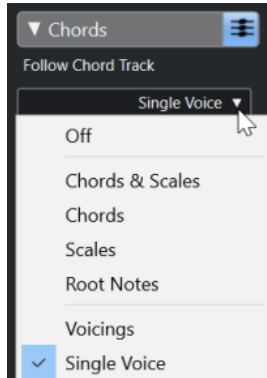 ▼ Chords
Follow Chord Track
Single Voice ▼
Off
Chords & Scales
Chords
Scales
Root Notes
Voicings
✓ Single Voice